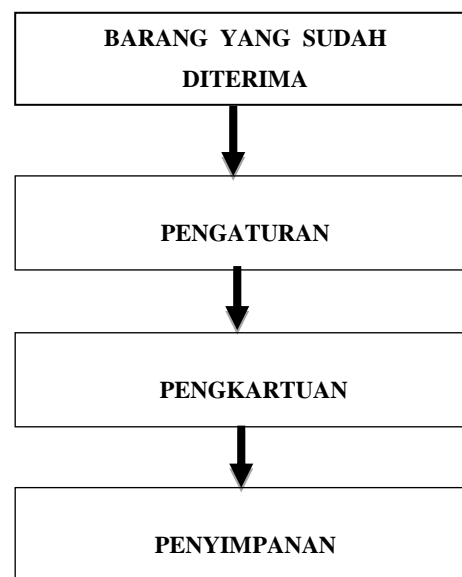 BARANG YANG SUDAH
DITERIMA
PENGATURAN
PENGKARTUAN
PENYIMPANAN